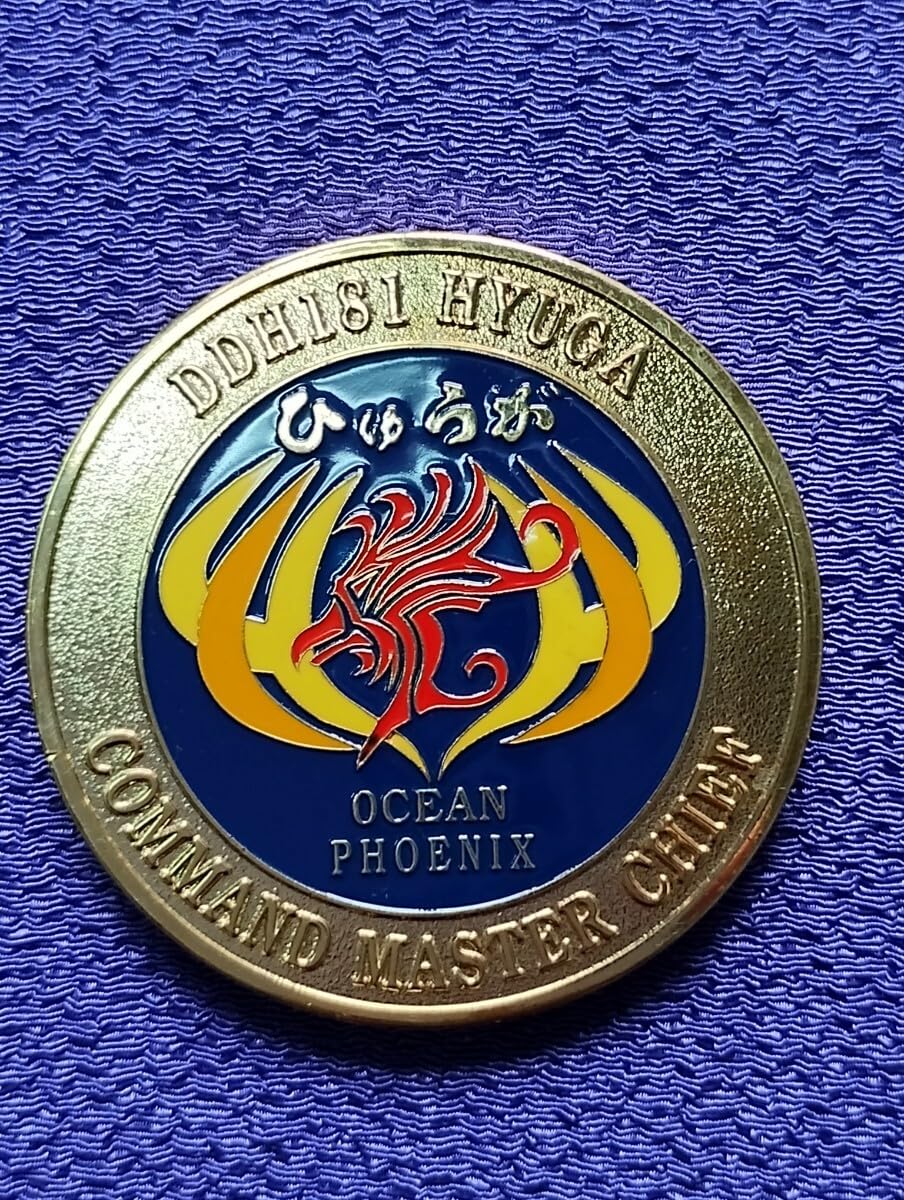 DDH181 HYUGA
ひゅうが
OCEAN
PHOENIX
COMMAND MASTER CHIEF